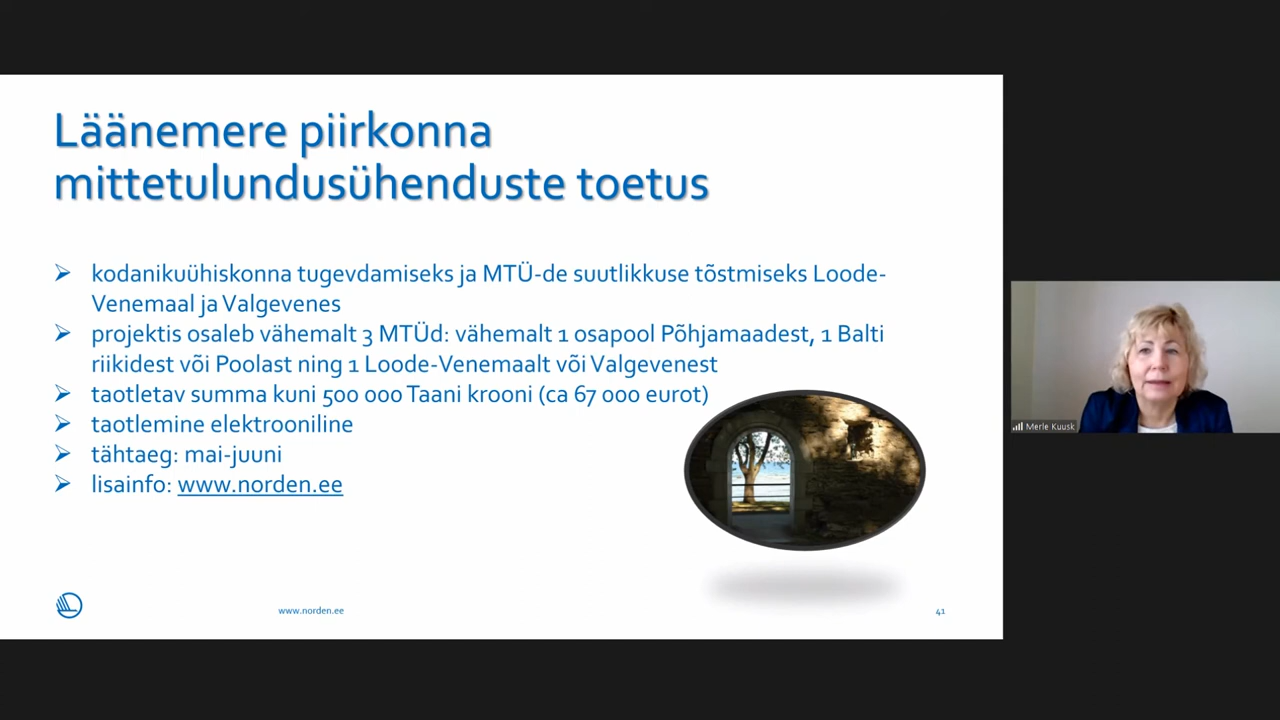 Läänemere piirkonna
mittetulundusühenduste toetus
➢ kodanikuühiskonna tugevdamiseks ja MTÜ-de suutlikkuse tõstmiseks Loode-
Venemaal ja Valgevenes
➢ projektis osaleb vähemalt 3 MTÜd: vähemalt 1 osapool Põhjamaadest, 1 Balti
riikidest või Poolast ning 1 Loode-Venemaalt või Valgevenest
➢ taotletav summa kuni 500 000 Taani krooni (ca 67 000 eurot)
➢ taotlemine elektrooniline
➢ tähtaeg: mai-juuni
➢ lisainfo: www.norden.ee
www.norden.ee
41
Merle Kuusk